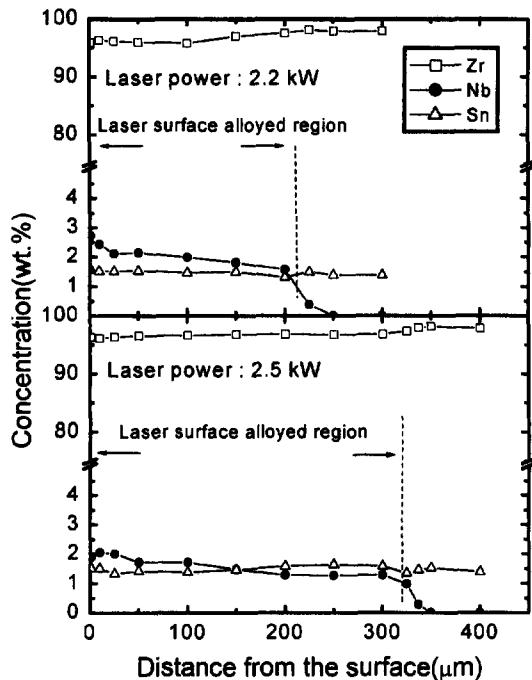 100
Laser power : 2.2 kW
Zr
Nb
Sn
90
80
Laser surface alloyed region
4
3
2
1
100
Laser power : 2.5 kW
90
80
Laser surface alloyed region
4
3
2
1
0
0 100 200 300 400
Concentration(wt.%)
Distance from the surface(μm)